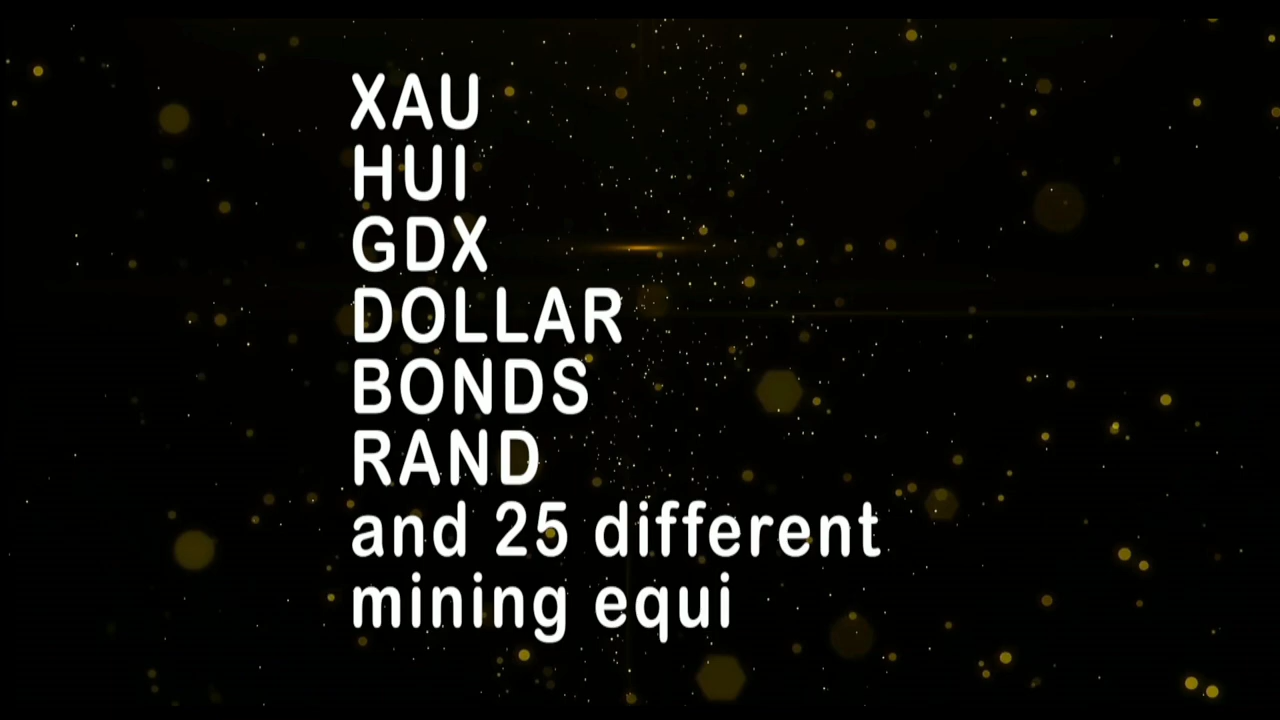 XAU
HUI
GDX
DOLLAR
BONDS
RAND
and 25 different
mining equi